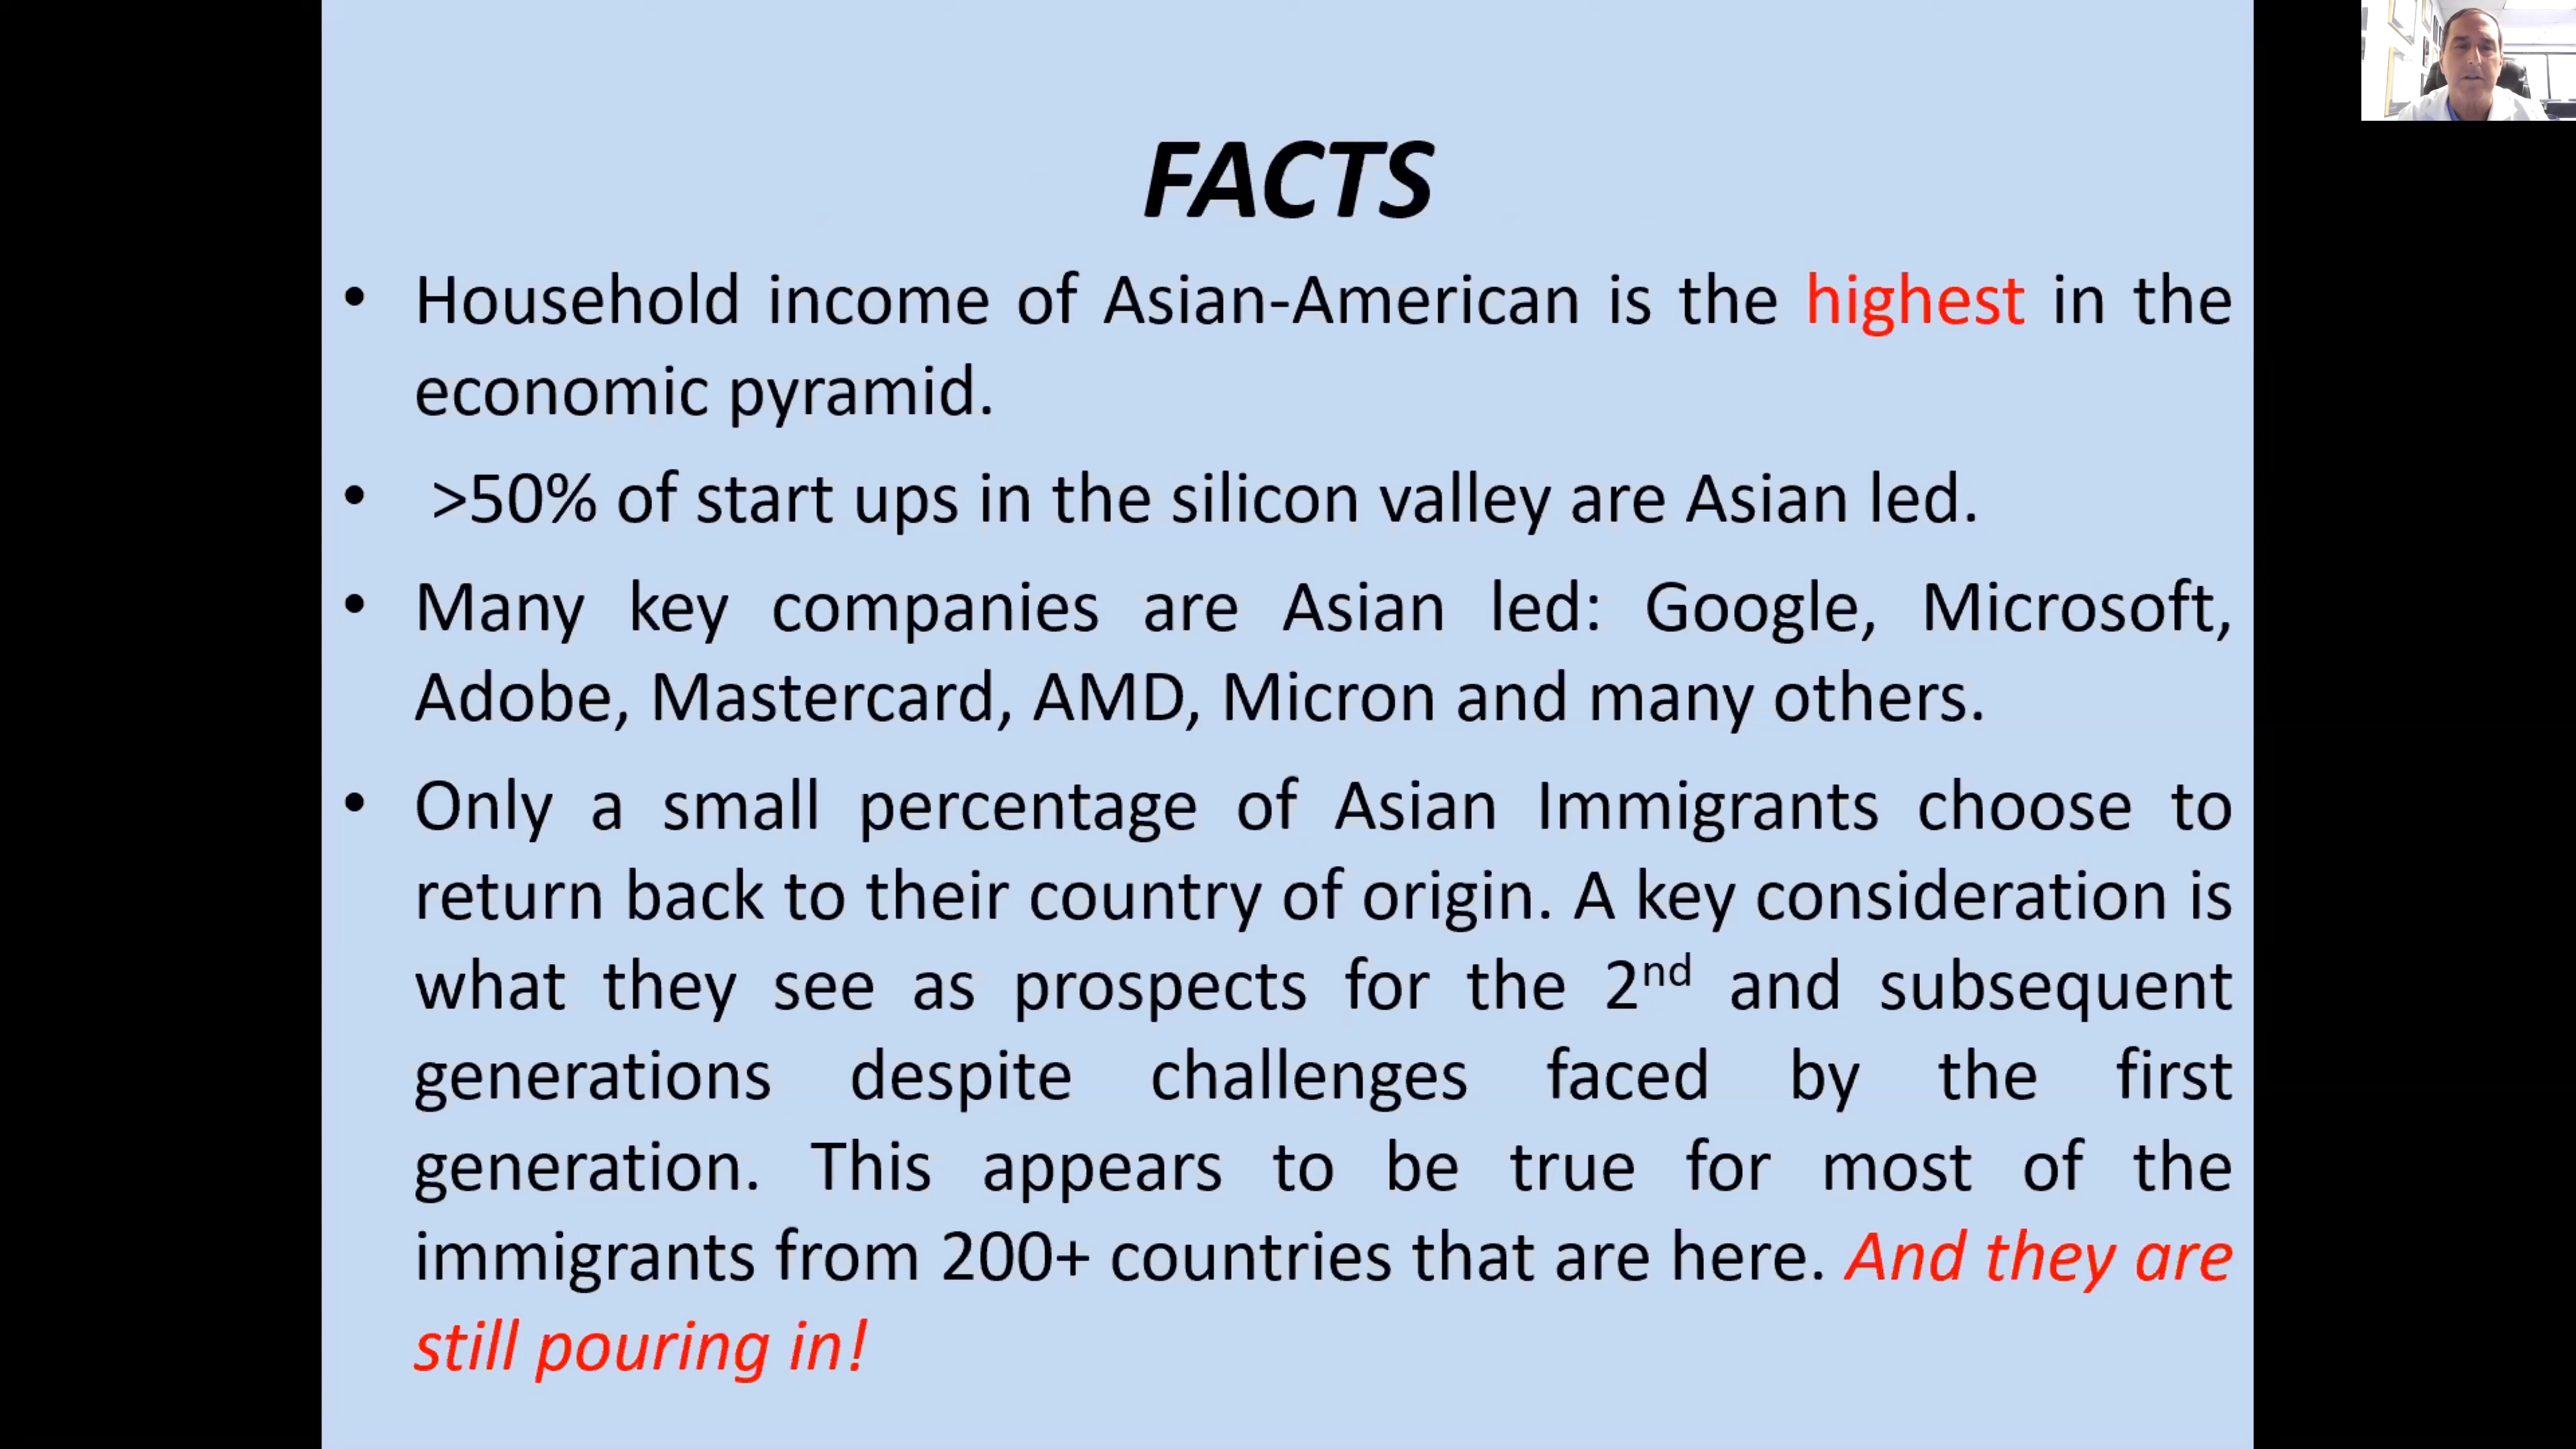 FACTS
• Household income of Asian-American is the highest in the
economic pyramid.
• >50% of start ups in the silicon valley are Asian led.
• Many key companies are Asian led: Google, Microsoft,
Adobe, Mastercard, AMD, Micron and many others.
• Only a small percentage of Asian Immigrants choose to
return back to their country of origin. A key consideration is
what they see as prospects for the 2nd and subsequent
generations despite challenges faced by the first
generation. This appears to be true for most of the
immigrants from 200+ countries that are here. And they are
still pouring in!